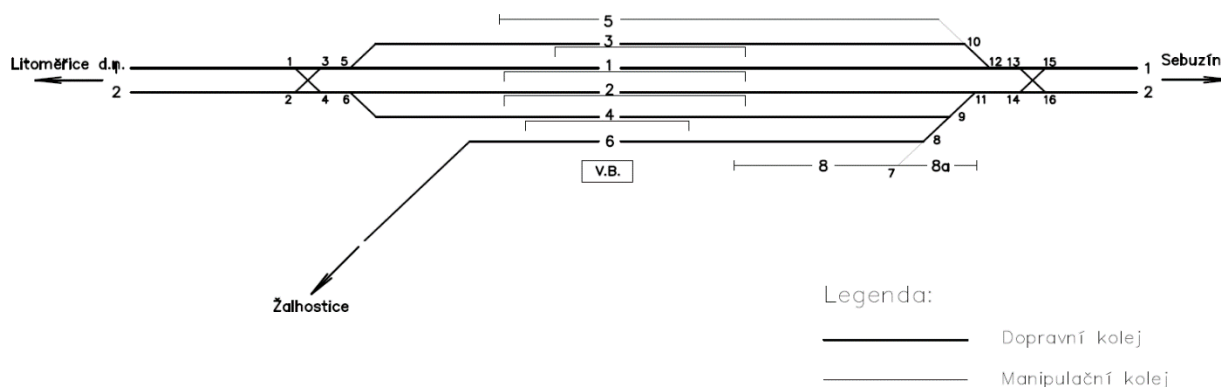 5
3
10
Litoměřice d.n.
1 3 5
1
12 13 15
1
Sebuzín
2
2 4 6
2
14 16
11
2
4
9
6
8
V.B.
8
7
8a
Žalhostice
Legenda:
Dopravní kolej
Manipulační kolej